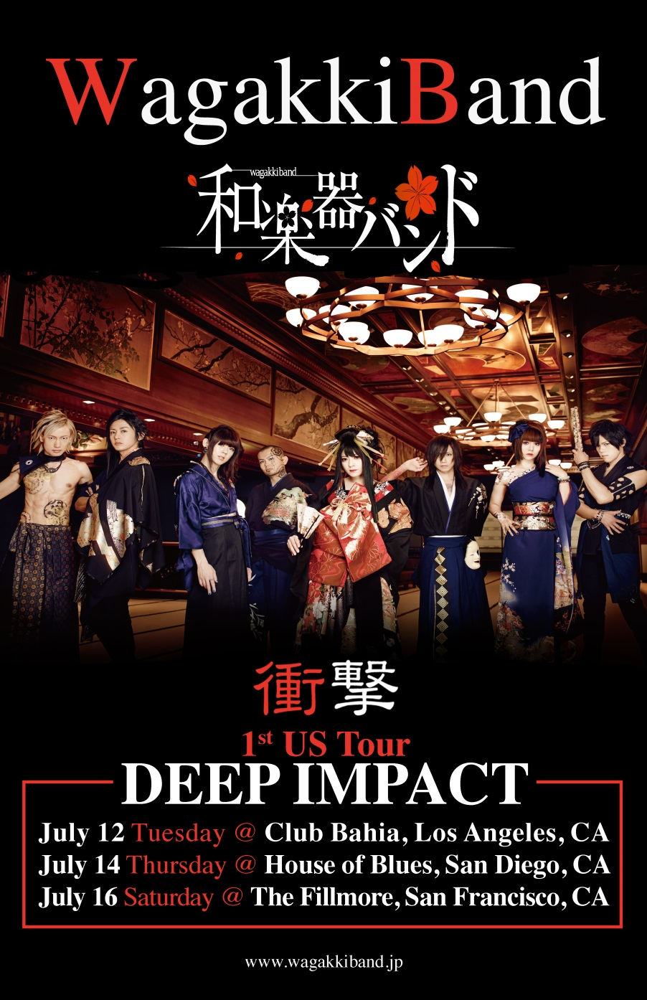 WagakkiBand
wagakkiband
和楽器バンド
衝撃
1st US Tour
DEEP IMPACT
July 12 Tuesday @ Club Bahia, Los Angeles, CA
July 14 Thursday @ House of Blues, San Diego, CA
July 16 Saturday @ The Fillmore, San Francisco, CA
www.wagakkiband.jp